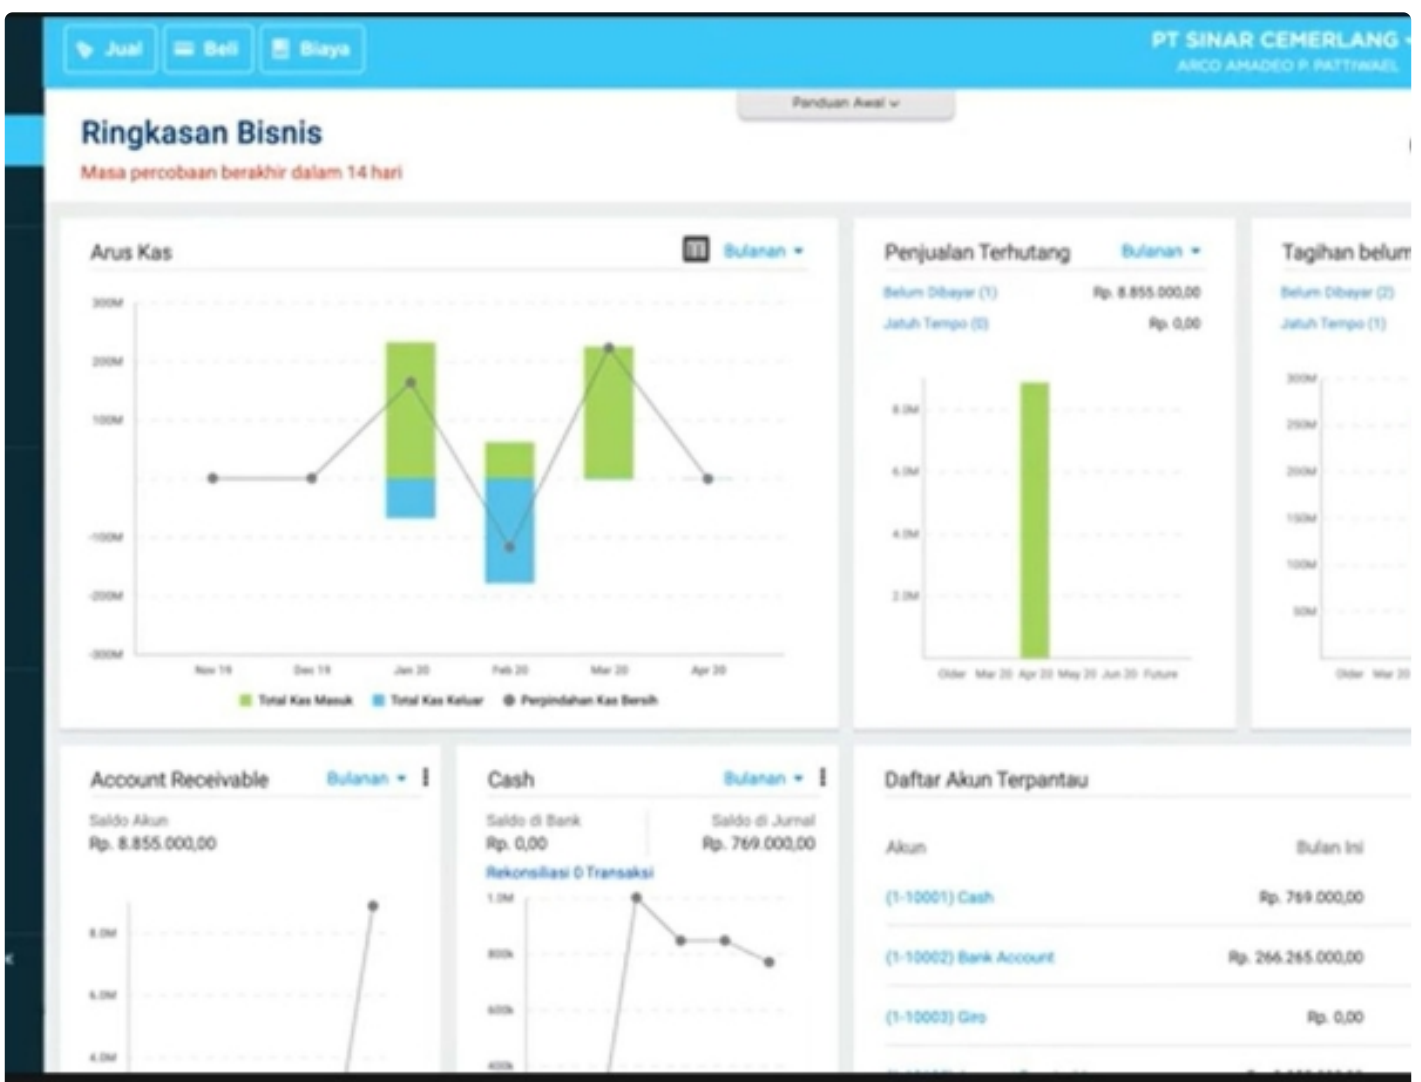 Jual Beli Biaya
PT SINAR CEMERLANG
ARCO AMADEO P. PATTIWAEL
Panduan Awal
Ringkasan Bisnis
Masa percobaan berakhir dalam 14 hari
Arus Kas Bulanan
300M
200M
100M
-100M
-200M
-300M
Nov 19 Dec 19 Jan 20 Feb 20 Mar 20 Apr 20
Total Kas Masuk Total Kas Keluar Perpindahan Kas Bersih
Penjualan Terhutang Bulanan
Belum Dibayar (1) Rp. 8.855.000,00
Jatuh Tempo (0) Rp. 0,00
8.0M
6.0M
4.0M
2.0M
Older Mar 20 Apr 20 May 20 Jun 20 Future
Tagihan belum
Belum Dibayar (2)
Jatuh Tempo (1)
300M
250M
200M
150M
100M
50M
Older Mar 20
Account Receivable Bulanan
Saldo Akun
Rp. 8.855.000,00
8.0M
6.0M
4.0M
Cash Bulanan
Saldo di Bank Saldo di Jurnal
Rp. 0,00 Rp. 769.000,00
Rekonsiliasi 0 Transaksi
1.0M
800k
600k
400k
Daftar Akun Terpantau
Akun Bulan Ini
(1-10001) Cash Rp. 769.000,00
(1-10002) Bank Account Rp. 266.265.000,00
(1-10003) Giro Rp. 0,00